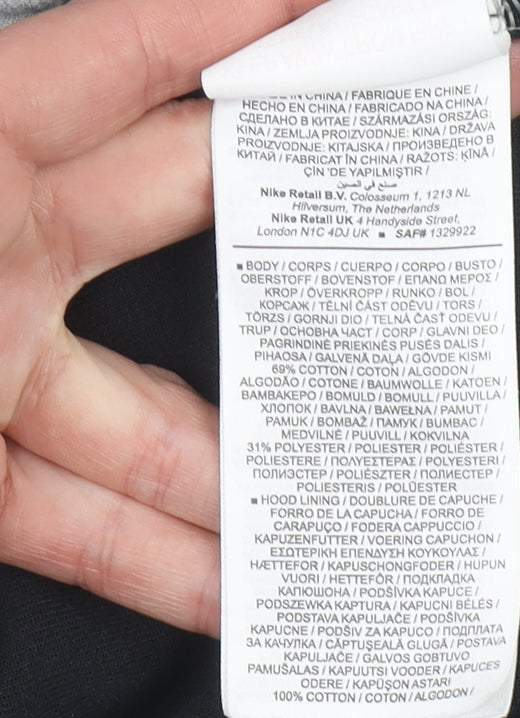 IN CHINA / FABRIQUE EN CHINE /
HECHO EN CHINA / FABRICADO NA CHINA /
СДЕЛАНО В КИТАЕ / SZÁRMAZÁSI ORSZÁG:
KÍNA / ZEMLJA PROIZVODNJE: KINA / DRŽAVA
PROIZVODNJE: KITAJSKA / ПРОИЗВЕДЕНО В
КИТАЙ / FABRICAT ÎN CHINA / RAŽOTS: ĶĪNĀ /
ÇİN 'DE YAPILMIŞTIR /
صنع في الصين
Nike Retail B.V. Colosseum 1, 1213 NL
Hilversum, The Netherlands
Nike Retail UK 4 Handyside Street,
London N1C 4DJ UK ■ SAF# 1329922
■ BODY / CORPS / CUERPO / CORPO / BUSTO /
OBERSTOFF / BOVENSTOF / ΕΠΑΝΩ ΜΕΡΟΣ /
KROP / ÖVERKROPP / RUNKO / BOL /
КОРСАЖ / TĚLNÍ ČÁST ODĚVU / TORS /
TÖRZS / GORNJI DIO / TELNÁ ČASŤ ODEVU /
TRUP / ОСНОВНА ЧАСТ / CORP / GLAVNI DEO /
PAGRINDINĖ PRIEKINĖS PUSĖS DALIS /
PIHAOSA / GALVENĀ DAĻA / GÖVDE KISMI
69% COTTON / COTON / ALGODON /
ALGODÃO / COTONE / BAUMWOLLE / KATOEN /
ΒΑΜΒΑΚΕΡΟ / BOMULD / BOMULL / PUUVILLA /
ХЛОПОК / BAVLNA / BAWEŁNA / PAMUT /
PAMUK / BOMBAŽ / ПАМУК / BUMBAC /
MEDVILNĖ / PUUVILL / KOKVILNA
31% POLYESTER / POLIESTER / POLIÉSTER /
POLIESTERE / ΠΟΛΥΕΣΤΕΡΑΣ / POLYESTERI /
ПОЛИЭСТЕР / POLIÉSZTER / ПОЛИЕСТЕР /
POLIESTERIS / POLÜESTER
■ HOOD LINING / DOUBLURE DE CAPUCHE /
FORRO DE LA CAPUCHA / FORRO DE
CARAPUÇO / FODERA CAPPUCCIO /
KAPUZENFUTTER / VOERING CAPUCHON /
ΕΣΩΤΕΡΙΚΗ ΕΠΕΝΔΥΣΗ ΚΟΥΚΟΥΛΑΣ /
HÆTTEFOR / KAPUSCHONGFODER / HUPUN
VUORI / HETTEFÔR / ПОДКЛАДКА
КАПЮШОНА / PODŠÍVKA KAPUCE /
PODSZEWKA KAPTURA / KAPUCNI BÉLÉS /
PODSTAVA KAPULJAČE / PODŠÍVKA
KAPUCNE / PODŠIV ZA KAPUCO / ПОДПЛАТА
ЗА КАЧУЛКА / CĂPTUŞEALĂ GLUGĂ / POSTAVA
KAPULJAČE / GALVOS GOBTUVO
PAMUŠALAS / KAPUUTSI VOODER / KAPUCES
ODERE / KAPÜŞON ASTARI
100% COTTON / COTON / ALGODON /